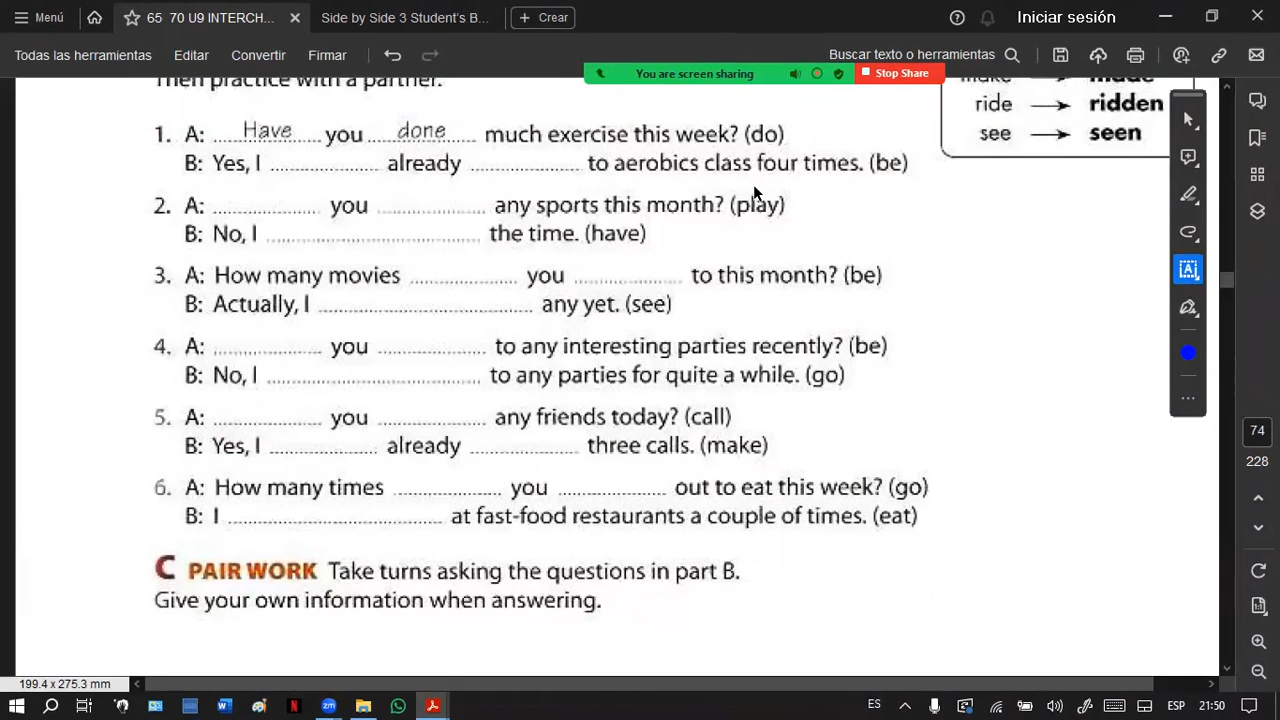 Menú
65 70 U9 INTERCH...
Side by Side 3 Student's B...
Crear
Iniciar sesión
Todas las herramientas
Editar
Convertir
Firmar
Buscar texto o herramientas
You are screen sharing
Stop Share
Then practice with a partner.
make → made
ride → ridden
see → seen
1. A: Have you done much exercise this week? (do)
B: Yes, I .................... already .................... to aerobics class four times. (be)
2. A: .................... you .................... any sports this month? (play)
B: No, I ........................................ the time. (have)
3. A: How many movies .................... you .................... to this month? (be)
B: Actually, I ........................................ any yet. (see)
4. A: .................... you .................... to any interesting parties recently? (be)
B: No, I ........................................ to any parties for quite a while. (go)
5. A: .................... you .................... any friends today? (call)
B: Yes, I .................... already .................... three calls. (make)
6. A: How many times .................... you .................... out to eat this week? (go)
B: I ........................................ at fast-food restaurants a couple of times. (eat)
C PAIR WORK Take turns asking the questions in part B.
Give your own information when answering.
74
228
199.4 x 275.3 mm
ES
ESP
21:50